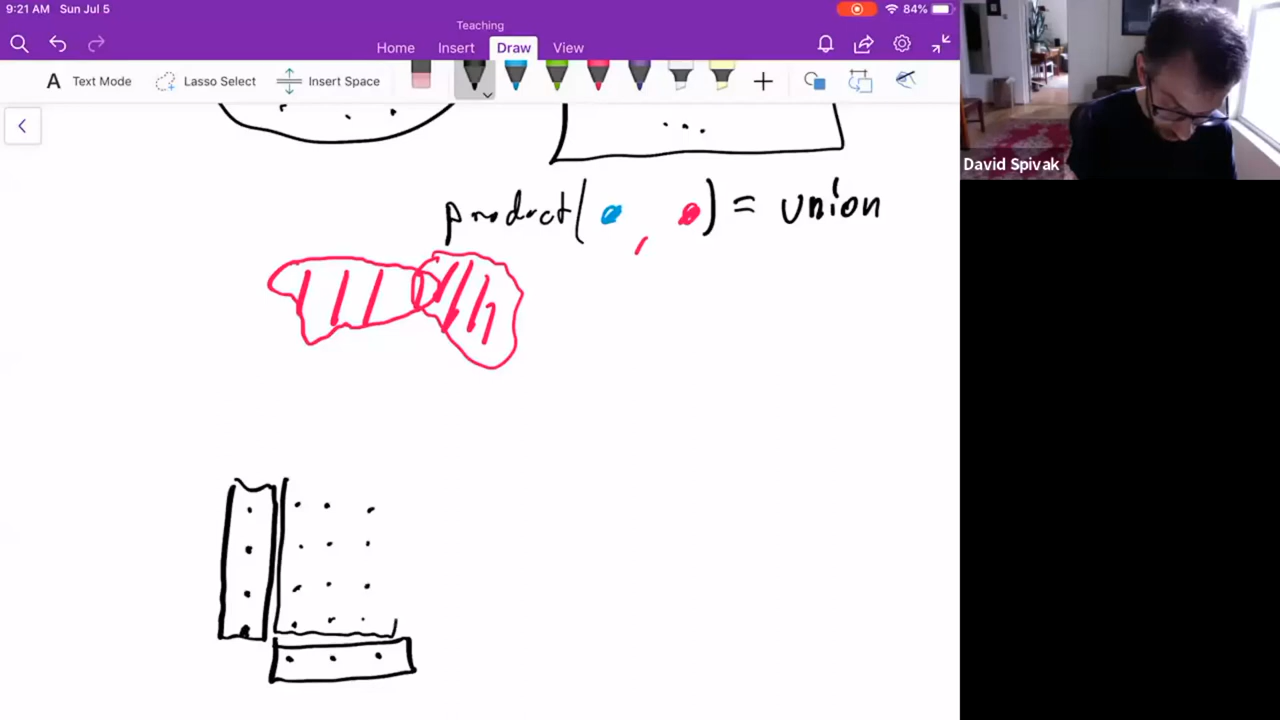 9:21 AM Sun Jul 5
84%
Teaching
Home Insert Draw View
Text Mode
Lasso Select
Insert Space
David Spivak
product( , ) = union